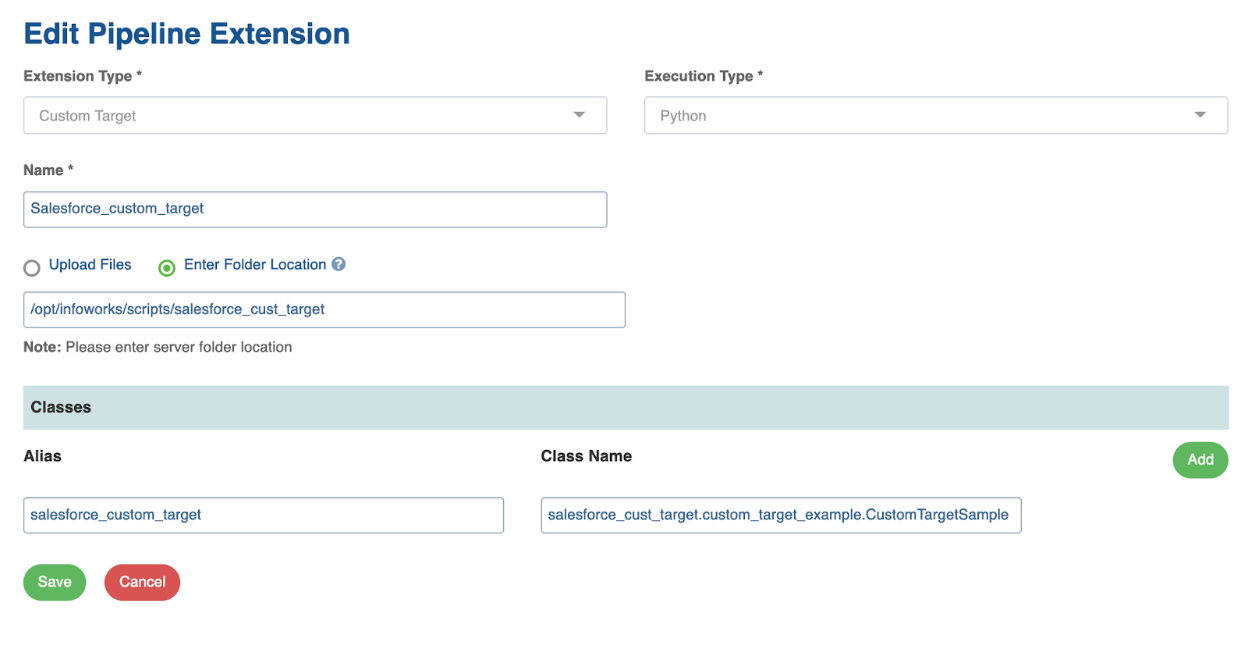 Edit Pipeline Extension
Extension Type * Execution Type *
Custom Target Python
Name *
Salesforce_custom_target
Upload Files Enter Folder Location ?
/opt/infoworks/scripts/salesforce_cust_target
Note: Please enter server folder location
Classes
Alias Class Name Add
salesforce_custom_target salesforce_cust_target.custom_target_example.CustomTargetSample
Save Cancel